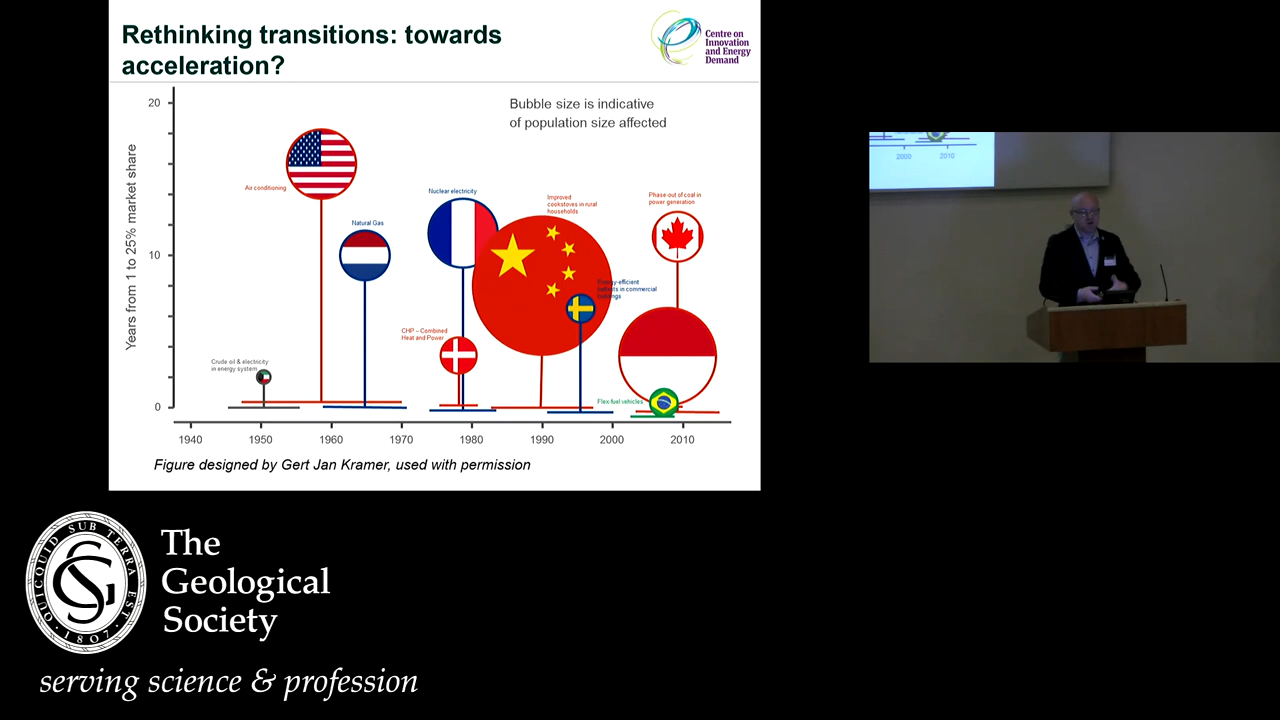 Rethinking transitions: towards
acceleration?
Centre on
Innovation
and Energy
Demand
Bubble size is indicative
of population size affected
Years from 1 to 25% market share
20
10
0
Air conditioning
Natural Gas
Nuclear electricity
Improved
cookstoves in rural
households
Phase-out of coal in
power generation
CHP – Combined
Heat and Power
in commercial
Crude oil & electricity
in energy system
Flex-fuel vehicles
1940 1950 1960 1970 1980 1990 2000 2010
Figure designed by Gert Jan Kramer, used with permission
2000 2010
QUICQUID SUB TERRA EST
1807
The
Geological
Society
serving science & profession